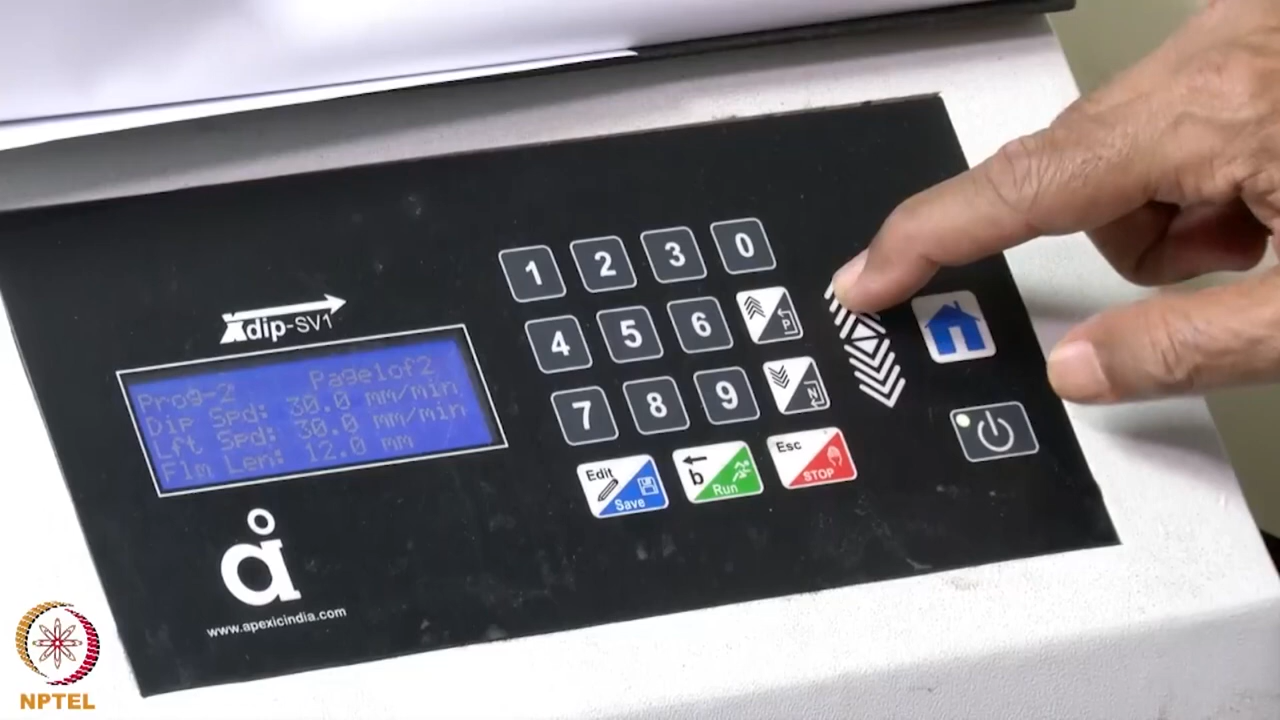 Xdip-SV1
Prog-2 Page1of2
Dip Spd: 30.0 mm/min
Lft Spd: 30.0 mm/min
Flm Len: 12.0 mm
www.apexicindia.com
1 2 3 0
4 5 6 P
7 8 9 N
Edit Save
b Run
Esc STOP
NPTEL